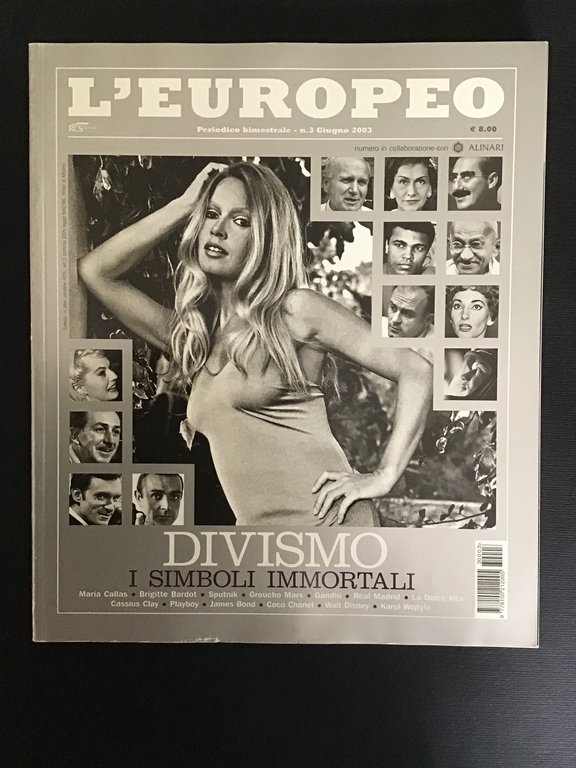 L'EUROPEO
RCS
Periodico bimestrale - n.3 Giugno 2003
€ 8.00
numero in collaborazione con ALINARI
DIVISMO
I SIMBOLI IMMORTALI
Maria Callas • Brigitte Bardot • Sputnik • Groucho Marx • Gandhi • Real Madrid • La Dolce Vita
Cassius Clay • Playboy • James Bond • Coco Chanel • Walt Disney • Karol Wojtyla